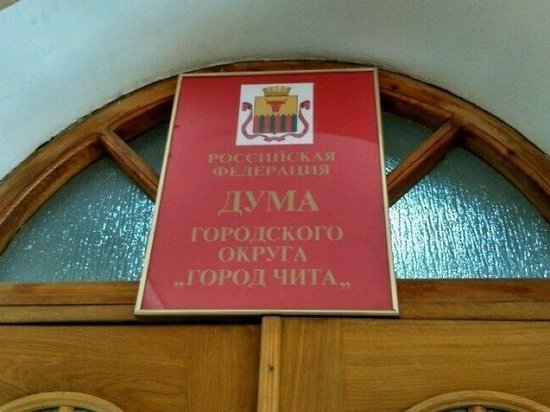 РОССИЙСКАЯ
ФЕДЕРАЦИЯ
ДУМА
ГОРОДСКОГО
ОКРУГА
„ГОРОД ЧИТА„